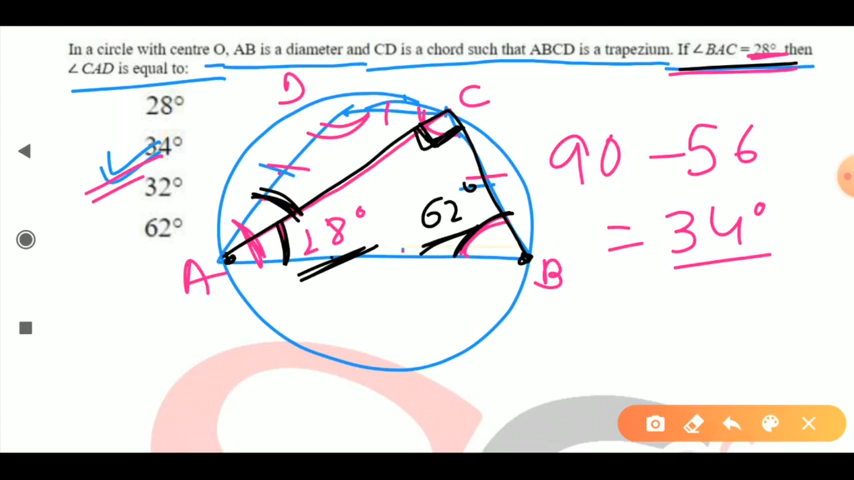 In a circle with centre O, AB is a diameter and CD is a chord such that ABCD is a trapezium. If ∠BAC = 28° then
∠CAD is equal to:
28°
34°
32°
62°
D
C
A
B
28°
62°
90 - 56
= 34°